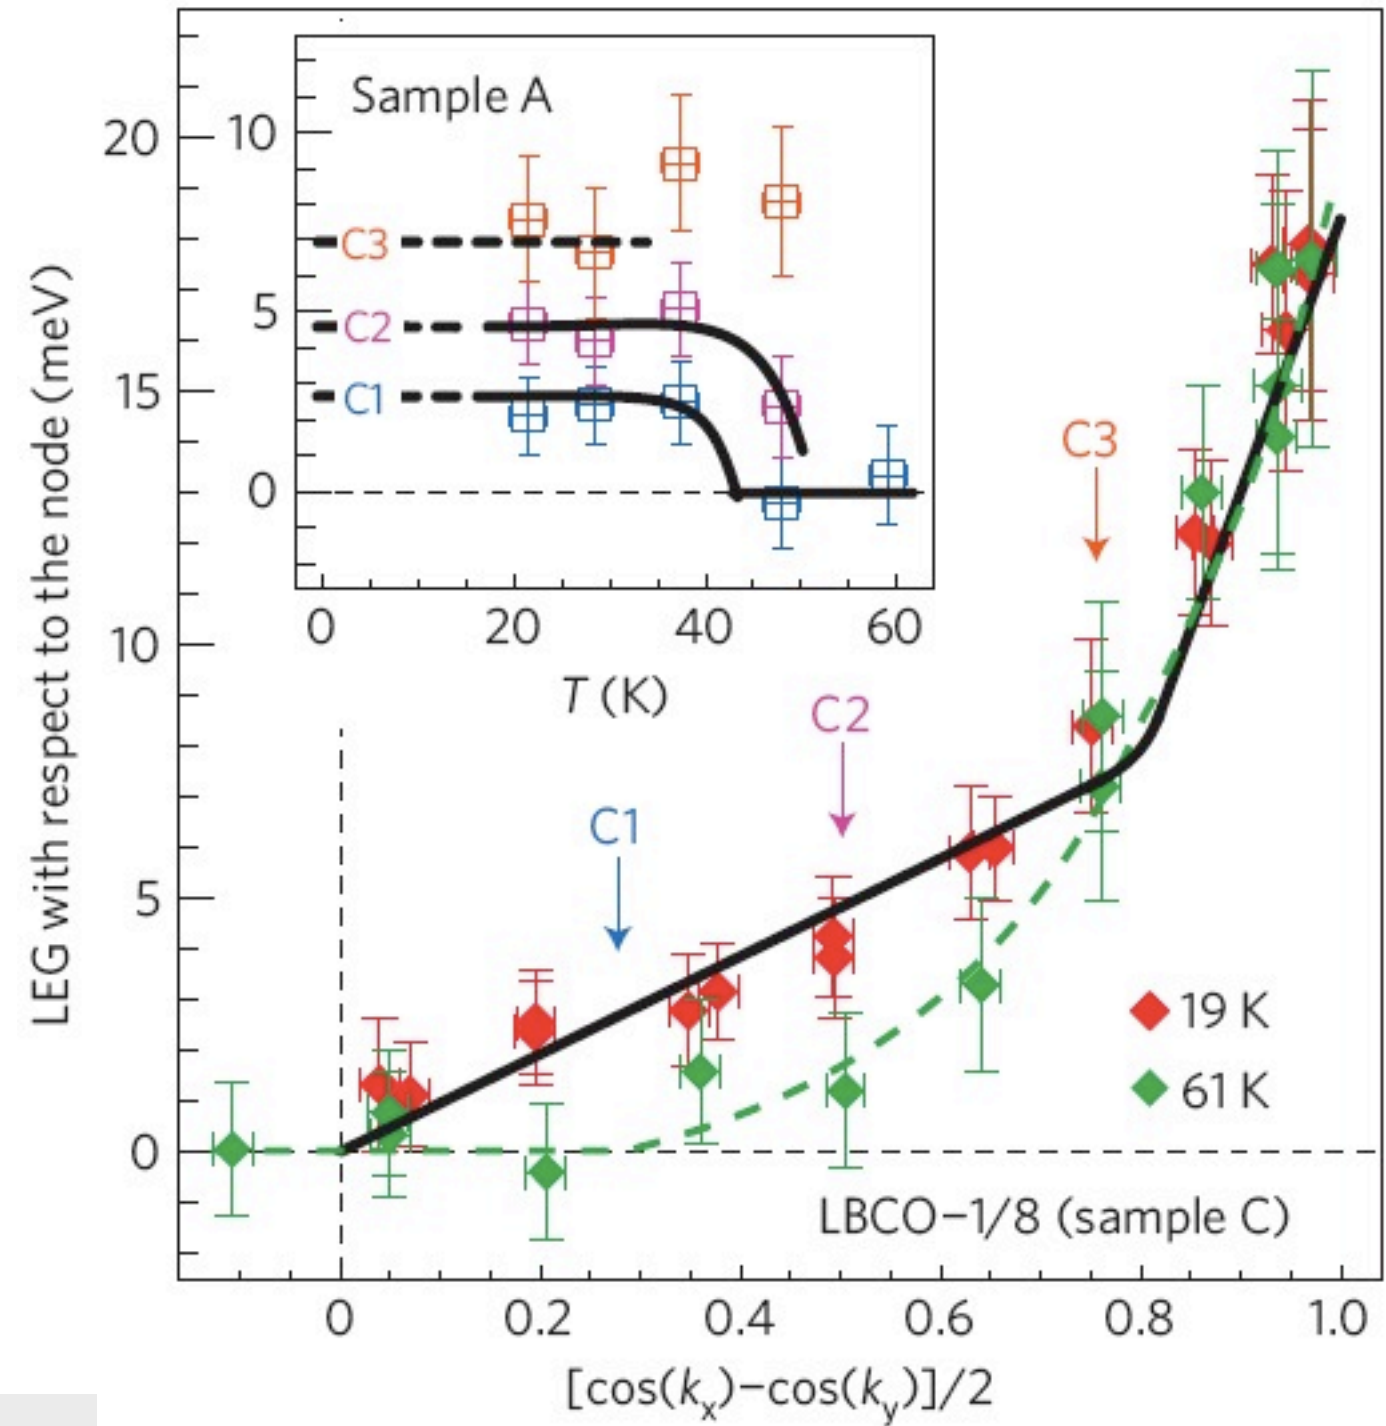 LEG with respect to the node (meV)
20
15
10
5
0
Sample A
10
5
0
C3
C2
C1
0 20 40 60
T (K)
C3
C2
C1
19 K
61 K
LBCO−1/8 (sample C)
0 0.2 0.4 0.6 0.8 1.0
[cos(kx)−cos(ky)]/2